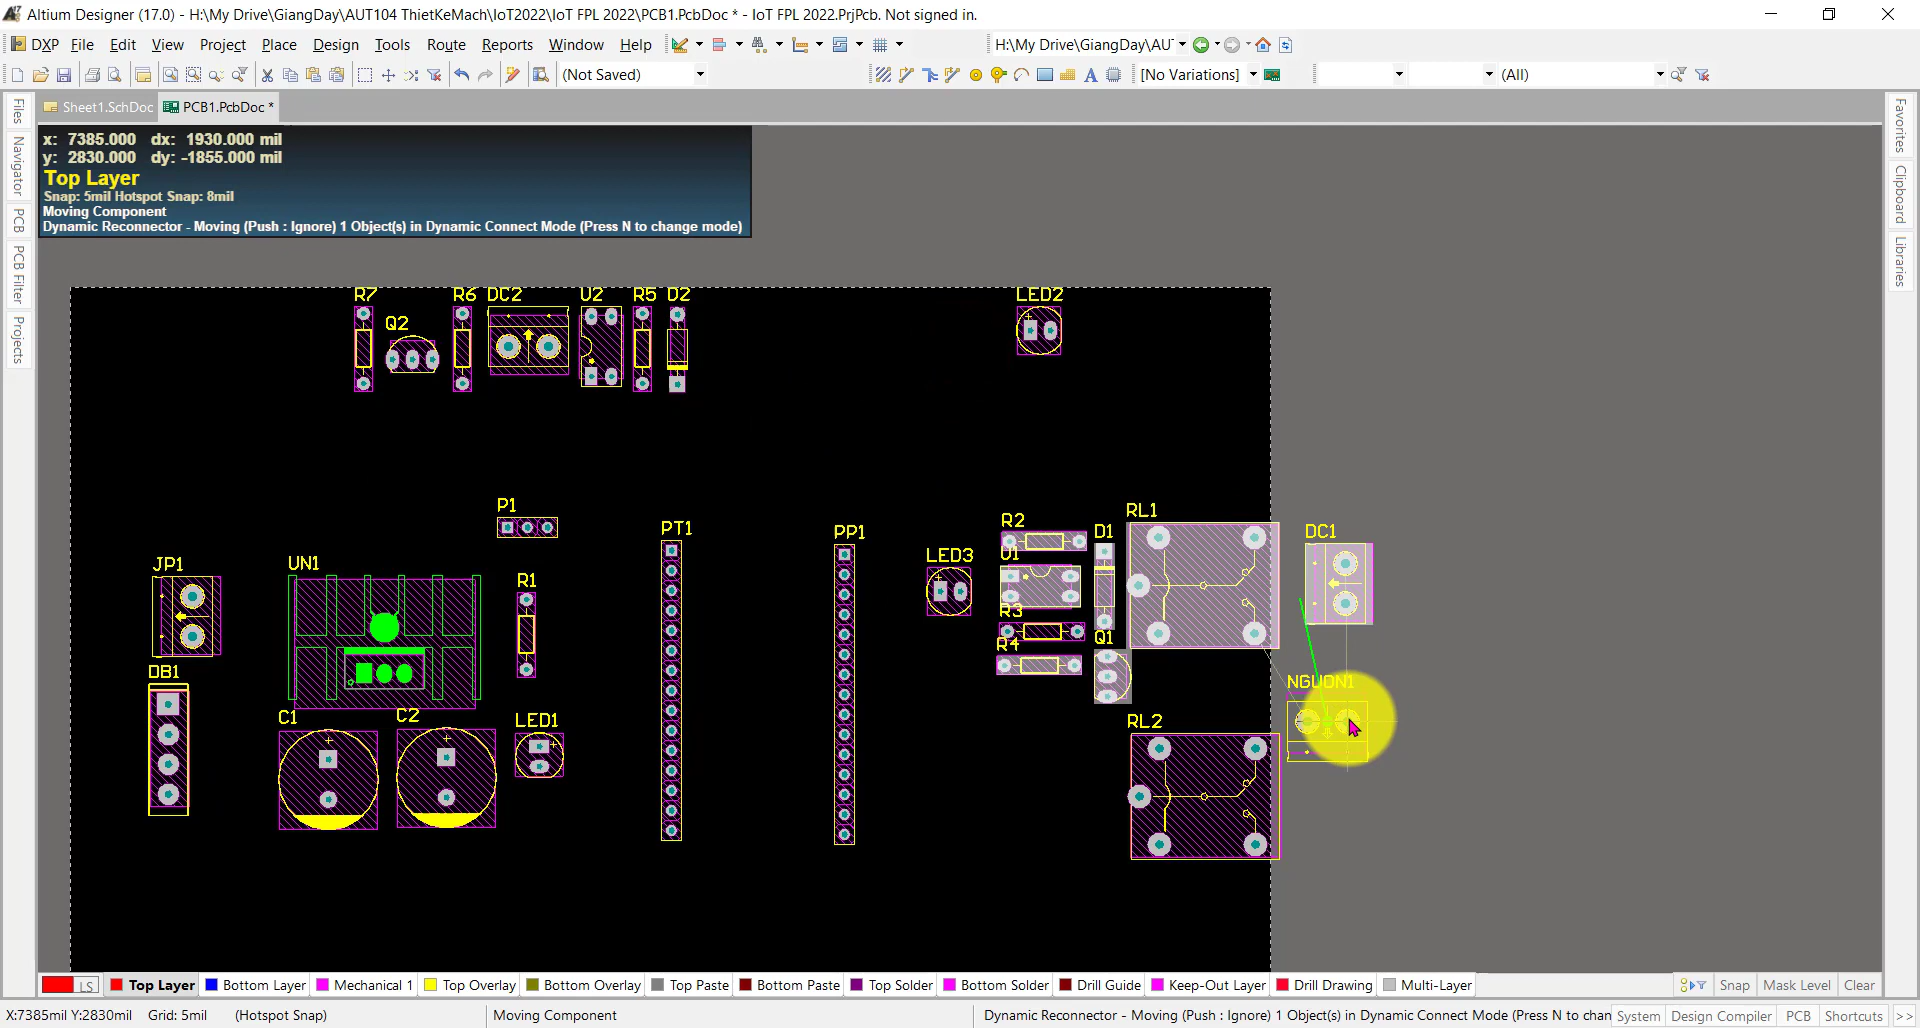 Altium Designer (17.0) - H:\My Drive\GiangDay\AUT104 ThietKeMach\IoT2022\IoT FPL 2022\PCB1.PcbDoc * - IoT FPL 2022.PrjPcb. Not signed in.
DXP File Edit View Project Place Design Tools Route Reports Window Help H:\My Drive\GiangDay\AU
(Not Saved) [No Variations] (All)
Sheet1.SchDoc PCB1.PcbDoc *
Files
Navigator
PCB
PCB Filter
Projects
Favorites
Clipboard
Libraries
x: 7385.000 dx: 1930.000 mil
y: 2830.000 dy: -1855.000 mil
Top Layer
Snap: 5mil Hotspot Snap: 8mil
Moving Component
Dynamic Reconnector - Moving (Push : Ignore) 1 Object(s) in Dynamic Connect Mode (Press N to change mode)
R7 R6 DC2 U2 R5 D2 LED2
Q2
P1
RL1
R2
PT1 PP1 D1 DC1
U1
LED3
JP1 UN1
R1
R3
Q1
R4
DB1
NGUON1
C1 C2 LED1 RL2
LS Top Layer Bottom Layer Mechanical 1 Top Overlay Bottom Overlay Top Paste Bottom Paste Top Solder Bottom Solder Drill Guide Keep-Out Layer Drill Drawing Multi-Layer Snap Mask Level Clear
X:7385mil Y:2830mil Grid: 5mil (Hotspot Snap) Moving Component Dynamic Reconnector - Moving (Push : Ignore) 1 Object(s) in Dynamic Connect Mode (Press N to chan System Design Compiler PCB Shortcuts >>